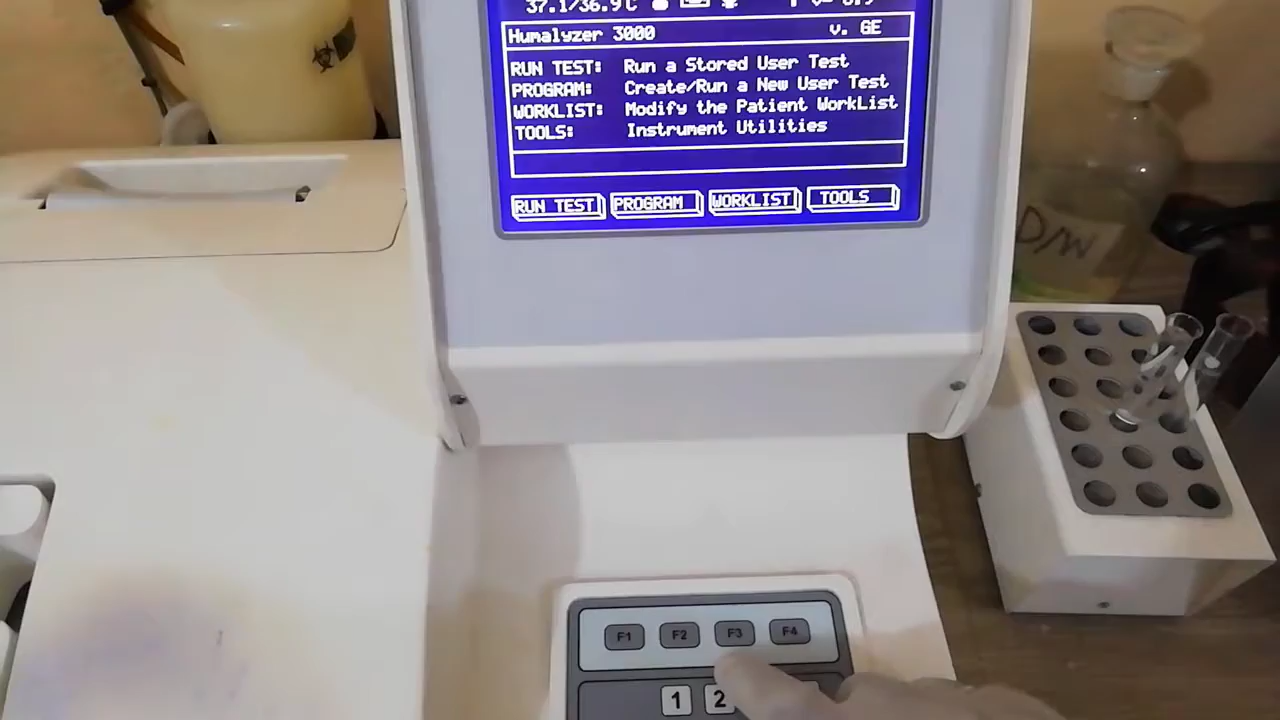 37.1/36.9°C
Humalyzer 3000 v. GE
RUN TEST: Run a Stored User Test
PROGRAM: Create/Run a New User Test
WORKLIST: Modify the Patient WorkList
TOOLS: Instrument Utilities
RUN TEST PROGRAM WORKLIST TOOLS
D/W
F1 F2 F3 F4
1 2